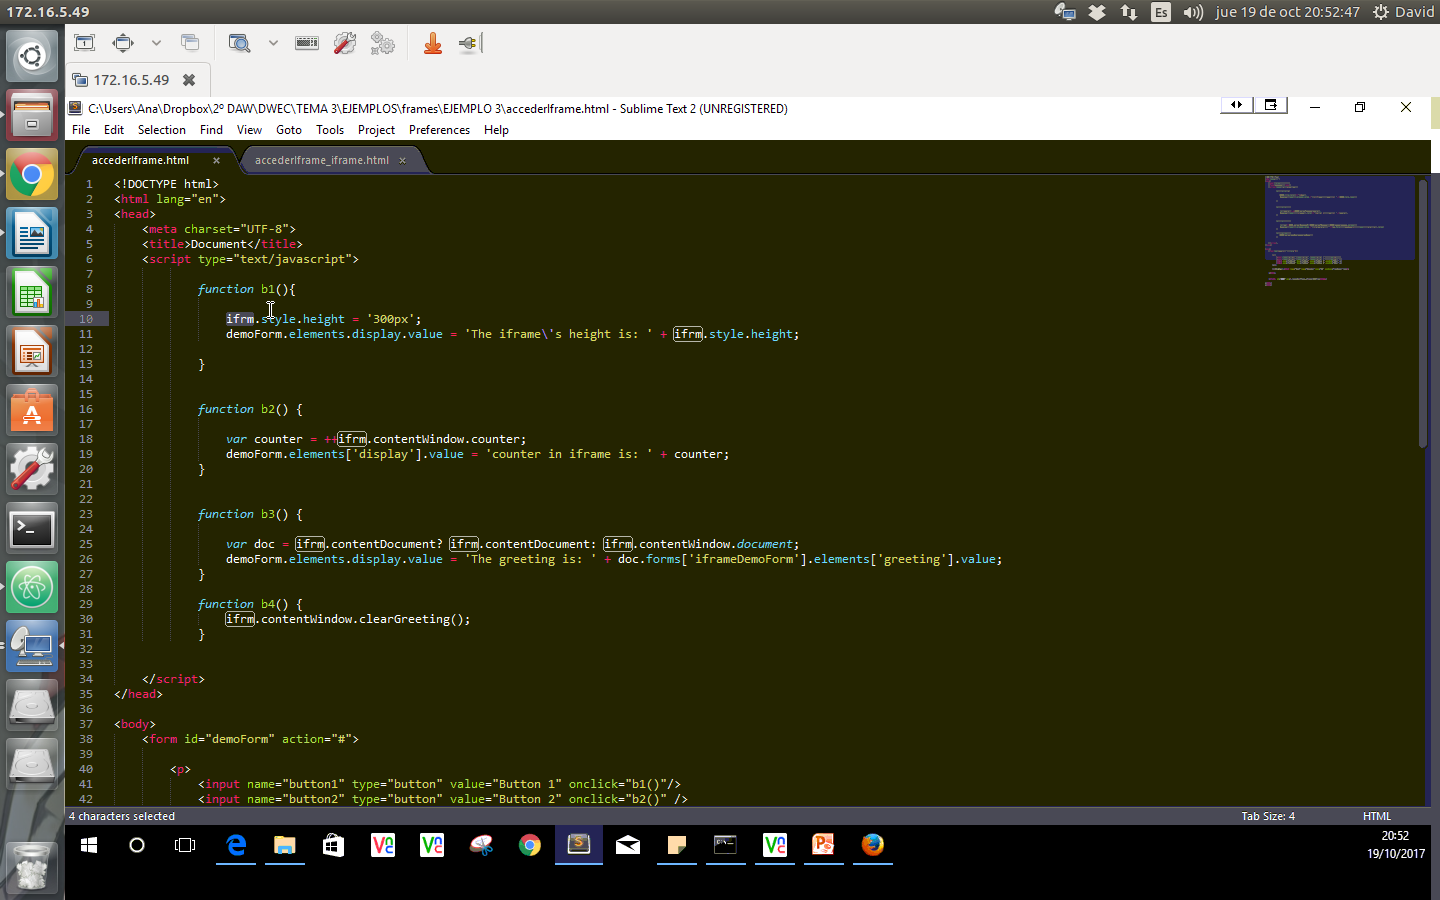 172.16.5.49
Es
jue 19 de oct 20:52:47
David
172.16.5.49
C:\Users\Ana\Dropbox\2º DAW\DWEC\TEMA 3\EJEMPLOS\frames\EJEMPLO 3\accederIframe.html - Sublime Text 2 (UNREGISTERED)
File Edit Selection Find View Goto Tools Project Preferences Help
accederIframe.html
accederIframe_iframe.html
1 <!DOCTYPE html>
2 <html lang="en">
3 <head>
4 <meta charset="UTF-8">
5 <title>Document</title>
6 <script type="text/javascript">
7
8 function b1(){
9
10 ifrm.style.height = '300px';
11 demoForm.elements.display.value = 'The iframe\'s height is: ' + ifrm.style.height;
12
13 }
14
15
16 function b2() {
17
18 var counter = ++ifrm.contentWindow.counter;
19 demoForm.elements['display'].value = 'counter in iframe is: ' + counter;
20 }
21
22
23 function b3() {
24
25 var doc = ifrm.contentDocument? ifrm.contentDocument: ifrm.contentWindow.document;
26 demoForm.elements.display.value = 'The greeting is: ' + doc.forms['iframeDemoForm'].elements['greeting'].value;
27 }
28
29 function b4() {
30 ifrm.contentWindow.clearGreeting();
31 }
32
33
34 </script>
35 </head>
36
37 <body>
38 <form id="demoForm" action="#">
39
40 <p>
41 <input name="button1" type="button" value="Button 1" onclick="b1()"/>
42 <input name="button2" type="button" value="Button 2" onclick="b2()" />
4 characters selected
Tab Size: 4
HTML
20:52
19/10/2017